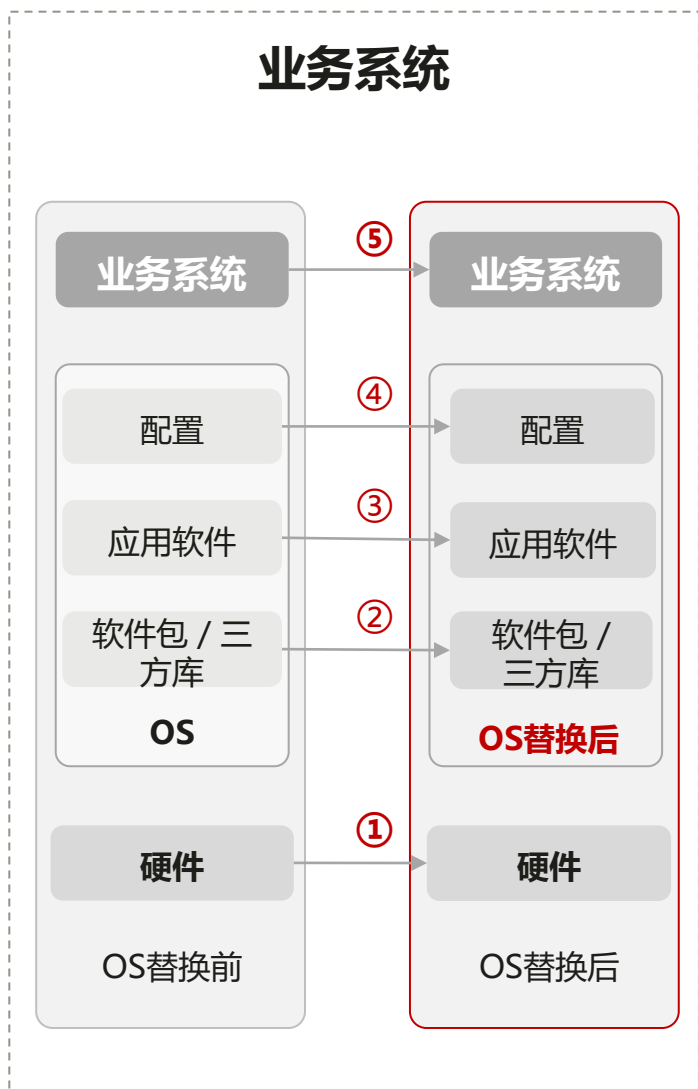 业务系统
业务系统
⑤
业务系统
配置
④
配置
应用软件
③
应用软件
软件包 / 三
方库
②
软件包 /
三方库
OS
OS替换后
硬件
①
硬件
OS替换前
OS替换后